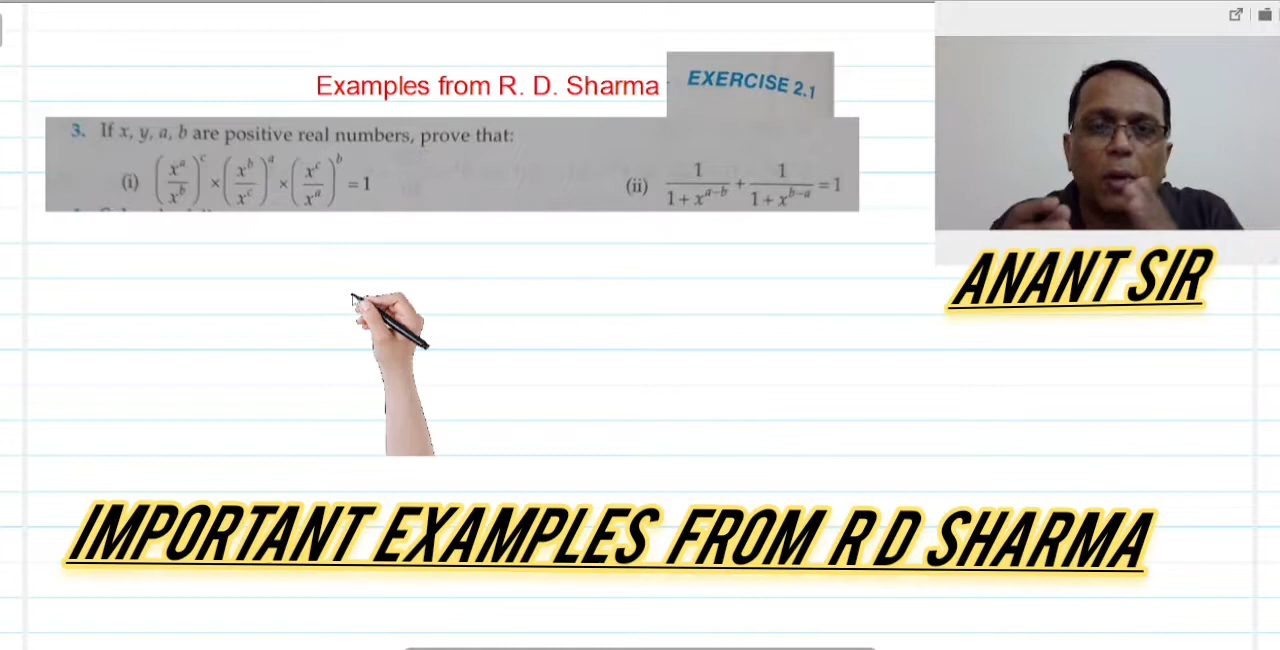 Examples from R. D. Sharma
EXERCISE 2.1
3. If x, y, a, b are positive real numbers, prove that:
(i) (x^a/x^b)^c × (x^b/x^c)^a × (x^c/x^a)^b = 1
(ii) 1/(1+x^(a−b)) + 1/(1+x^(b−a)) = 1
ANANT SIR
IMPORTANT EXAMPLES FROM R D SHARMA